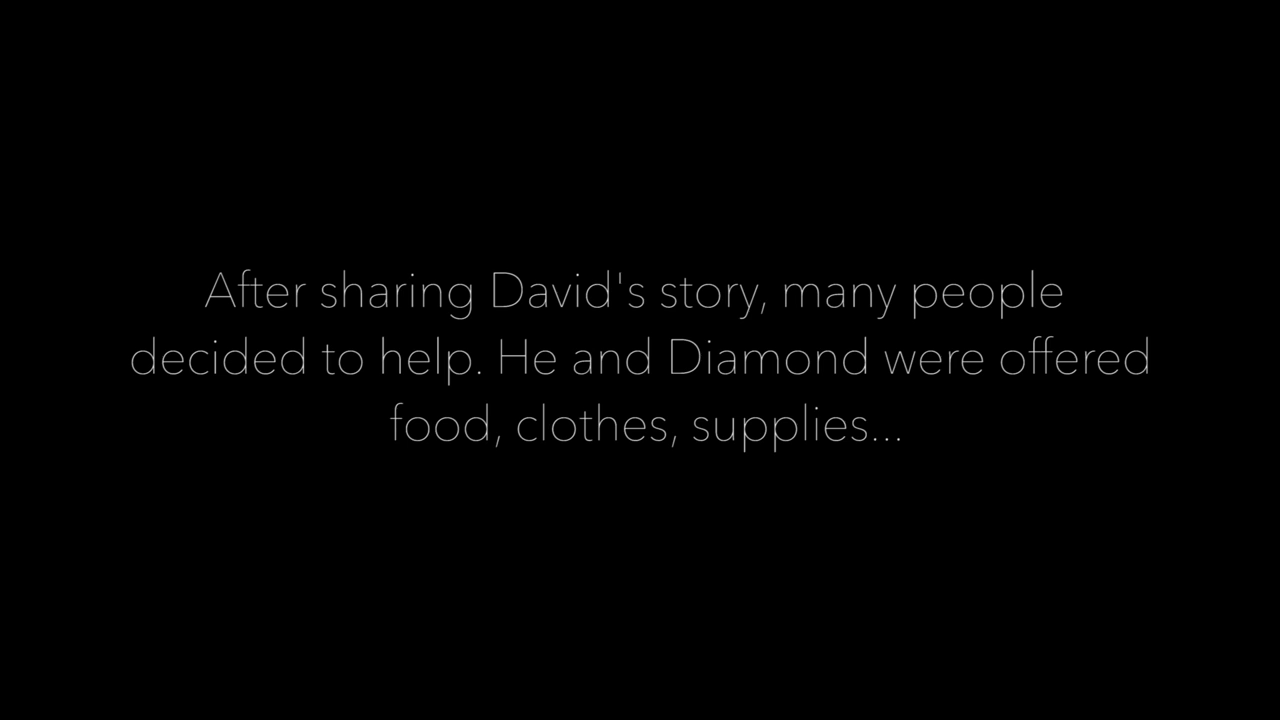 After sharing David's story, many people
decided to help. He and Diamond were offered
food, clothes, supplies...